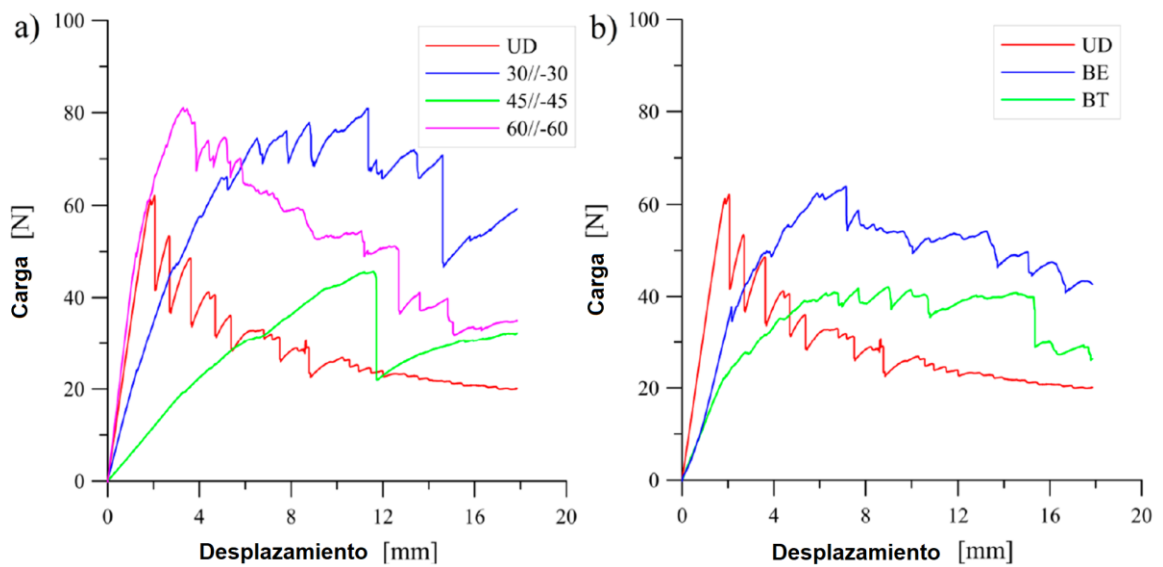 a)
100
80
60
40
20
0
Carga [N]
UD
30//-30
45//-45
60//-60
0 4 8 12 16 20
Desplazamiento [mm]
b)
100
80
60
40
20
0
Carga [N]
UD
BE
BT
0 4 8 12 16 20
Desplazamiento [mm]